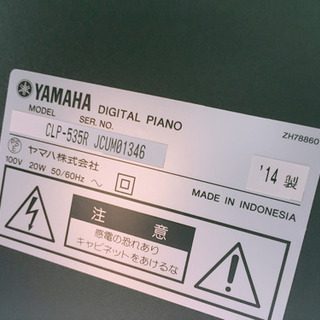 YAMAHA DIGITAL PIANO
MODEL SER. NO.
CLP-535R JCUM01346
ZH78860
ヤマハ株式会社
100V 20W 50/60Hz ～
'14 製
MADE IN INDONESIA
注 意
感電の恐れあり
キャビネットをあけるな